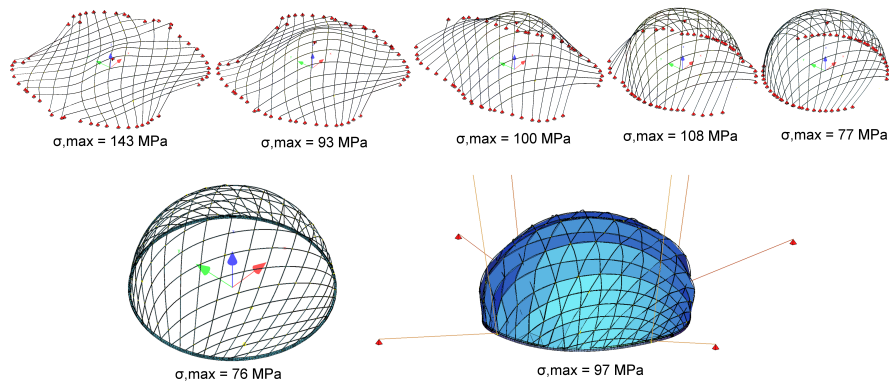 σ,max = 143 MPa
σ,max = 93 MPa
σ,max = 100 MPa
σ,max = 108 MPa
σ,max = 77 MPa
σ,max = 76 MPa
σ,max = 97 MPa